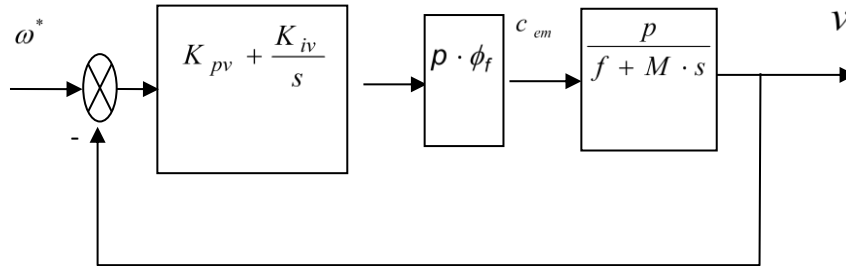 ω*
K_pv + K_iv/s
p · ϕ_f
c_em
p/(f + M · s)
v
-